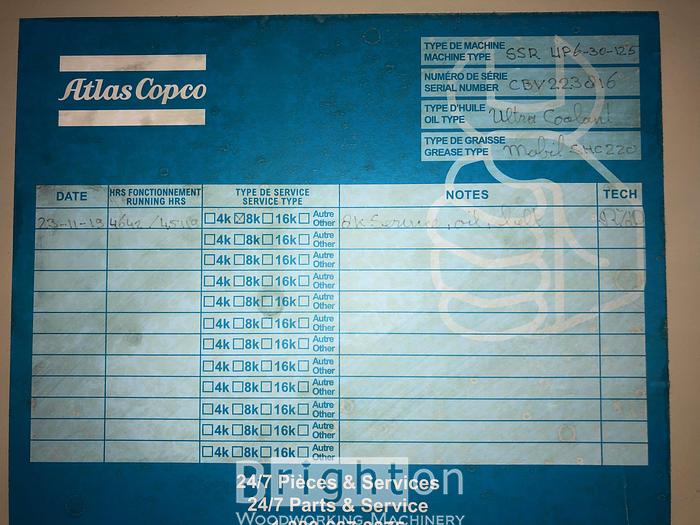 Atlas Copco
TYPE DE MACHINE
MACHINE TYPE SSR UP6-30-125
NUMÉRO DE SÉRIE
SERIAL NUMBER CBV223016
TYPE D'HUILE
OIL TYPE Ultra Coolant
TYPE DE GRAISSE
GREASE TYPE Mobil SHC220
DATE HRS FONCTIONNEMENT RUNNING HRS TYPE DE SERVICE SERVICE TYPE NOTES TECH
23-11-19 8k Service, oil, belt
4k 8k 16k Autre Other
4k 8k 16k Autre Other
4k 8k 16k Autre Other
4k 8k 16k Autre Other
4k 8k 16k Autre Other
4k 8k 16k Autre Other
4k 8k 16k Autre Other
4k 8k 16k Autre Other
4k 8k 16k Autre Other
4k 8k 16k Autre Other
4k 8k 16k Autre Other
4k 8k 16k Autre Other
Brighton
24/7 Pièces & Services
24/7 Parts & Service
WOODWORKING MACHINERY